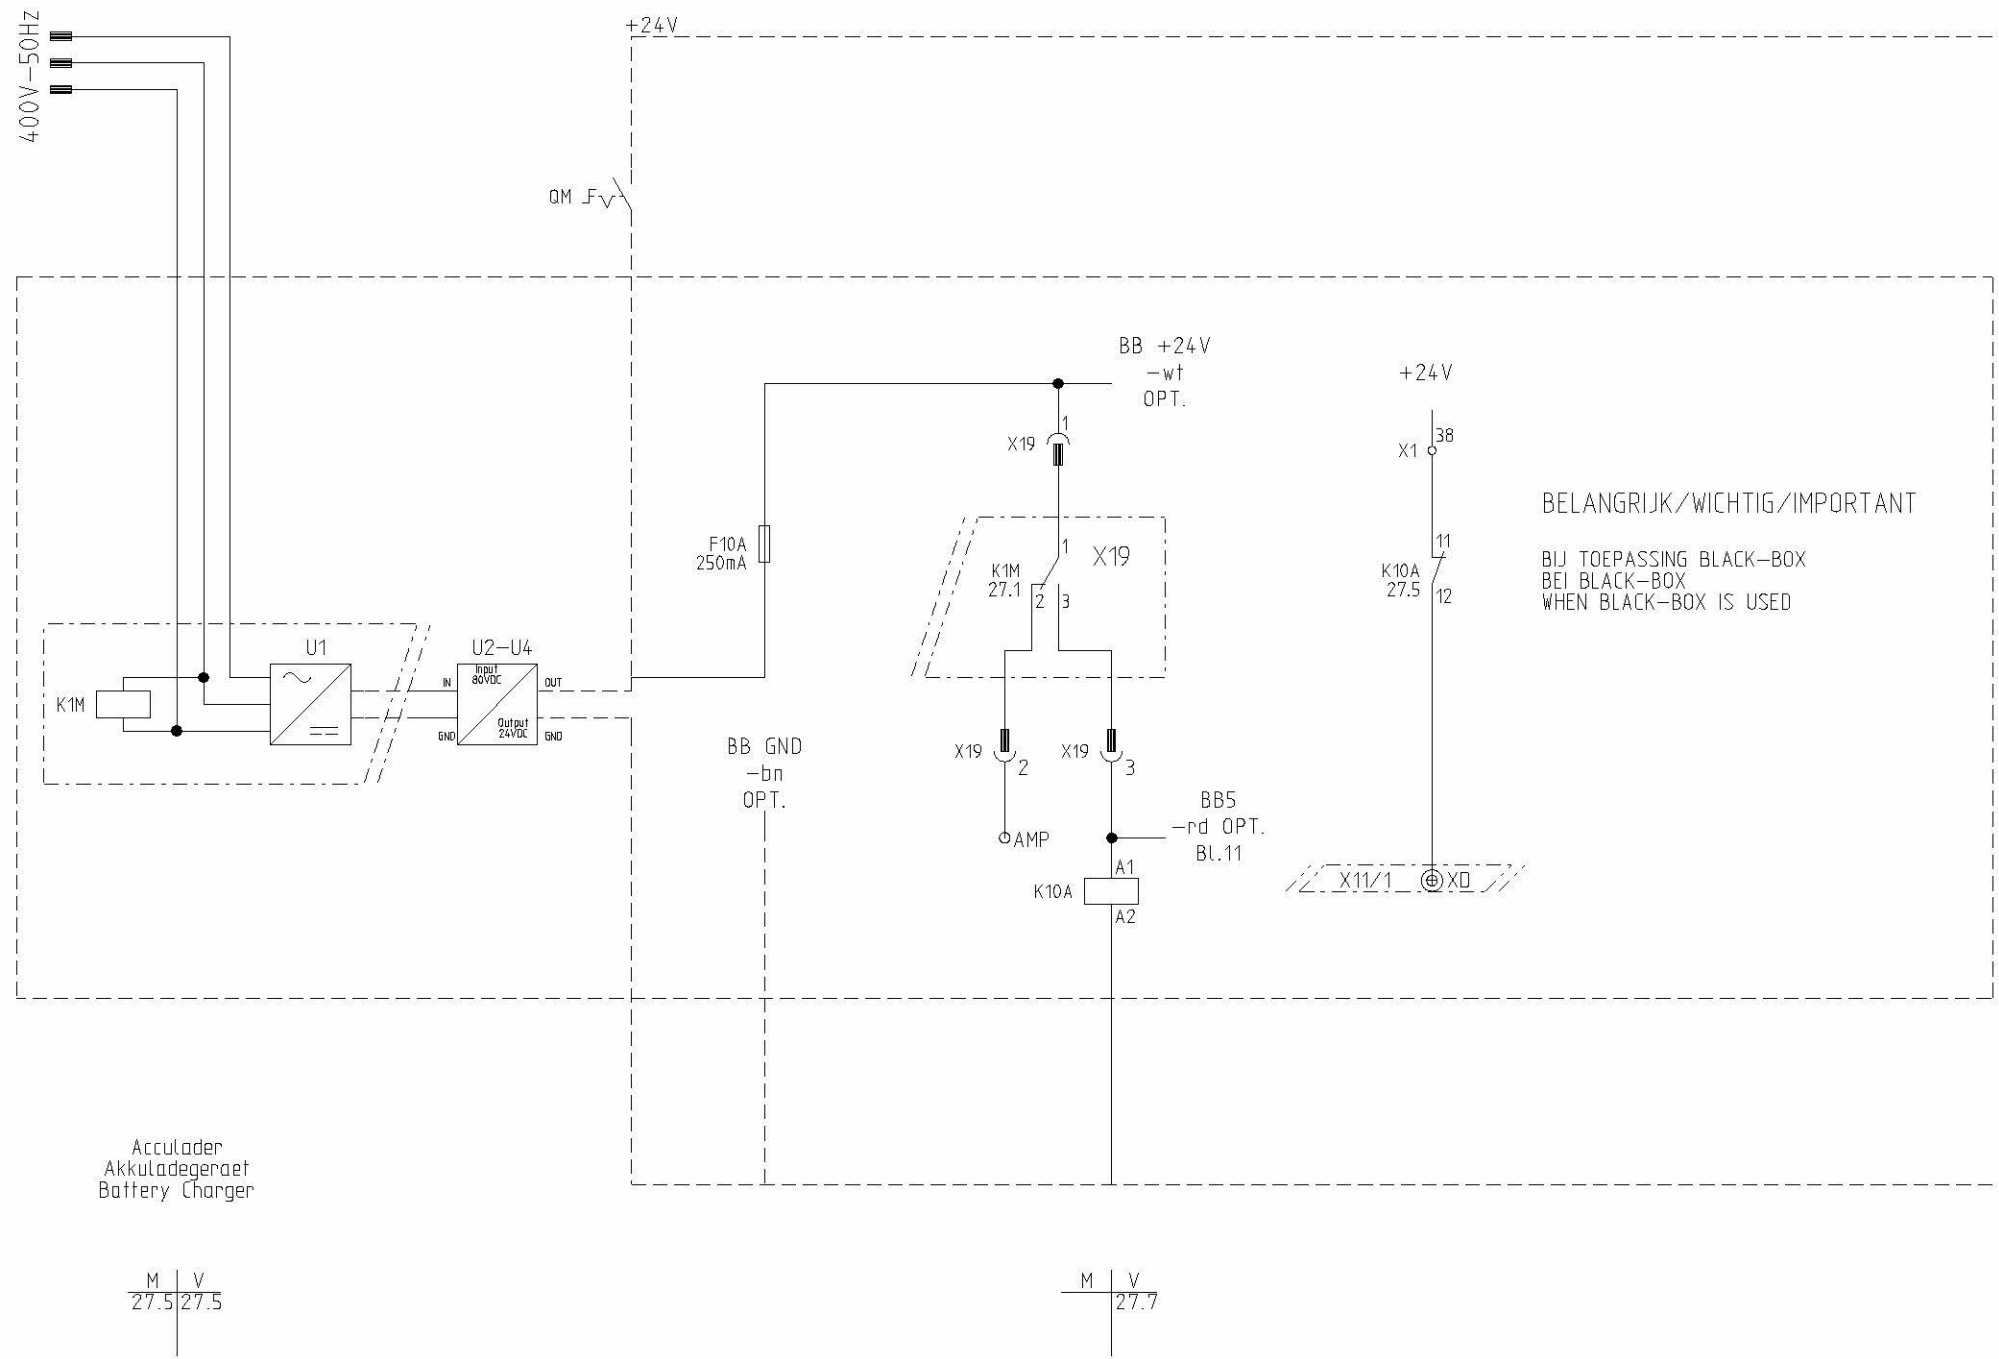 400V-50Hz
+24V
QM
BB +24V
-wt
OPT.
+24V
1
X19
38
X1
BELANGRIJK/WICHTIG/IMPORTANT
BIJ TOEPASSING BLACK-BOX
BEI BLACK-BOX
WHEN BLACK-BOX IS USED
F10A
250mA
1
X19
K1M
27.1
2
3
11
K10A
27.5
12
U1
U2-U4
Input
80VDC
IN
OUT
K1M
Output
24VDC
GND
GND
BB GND
-bn
OPT.
X19
2
X19
3
AMP
BB5
-rd OPT.
Bl.11
A1
K10A
A2
X11/1
XD
Acculader
Akkuladegeraet
Battery Charger
M V
27.5 27.5
M V
27.7